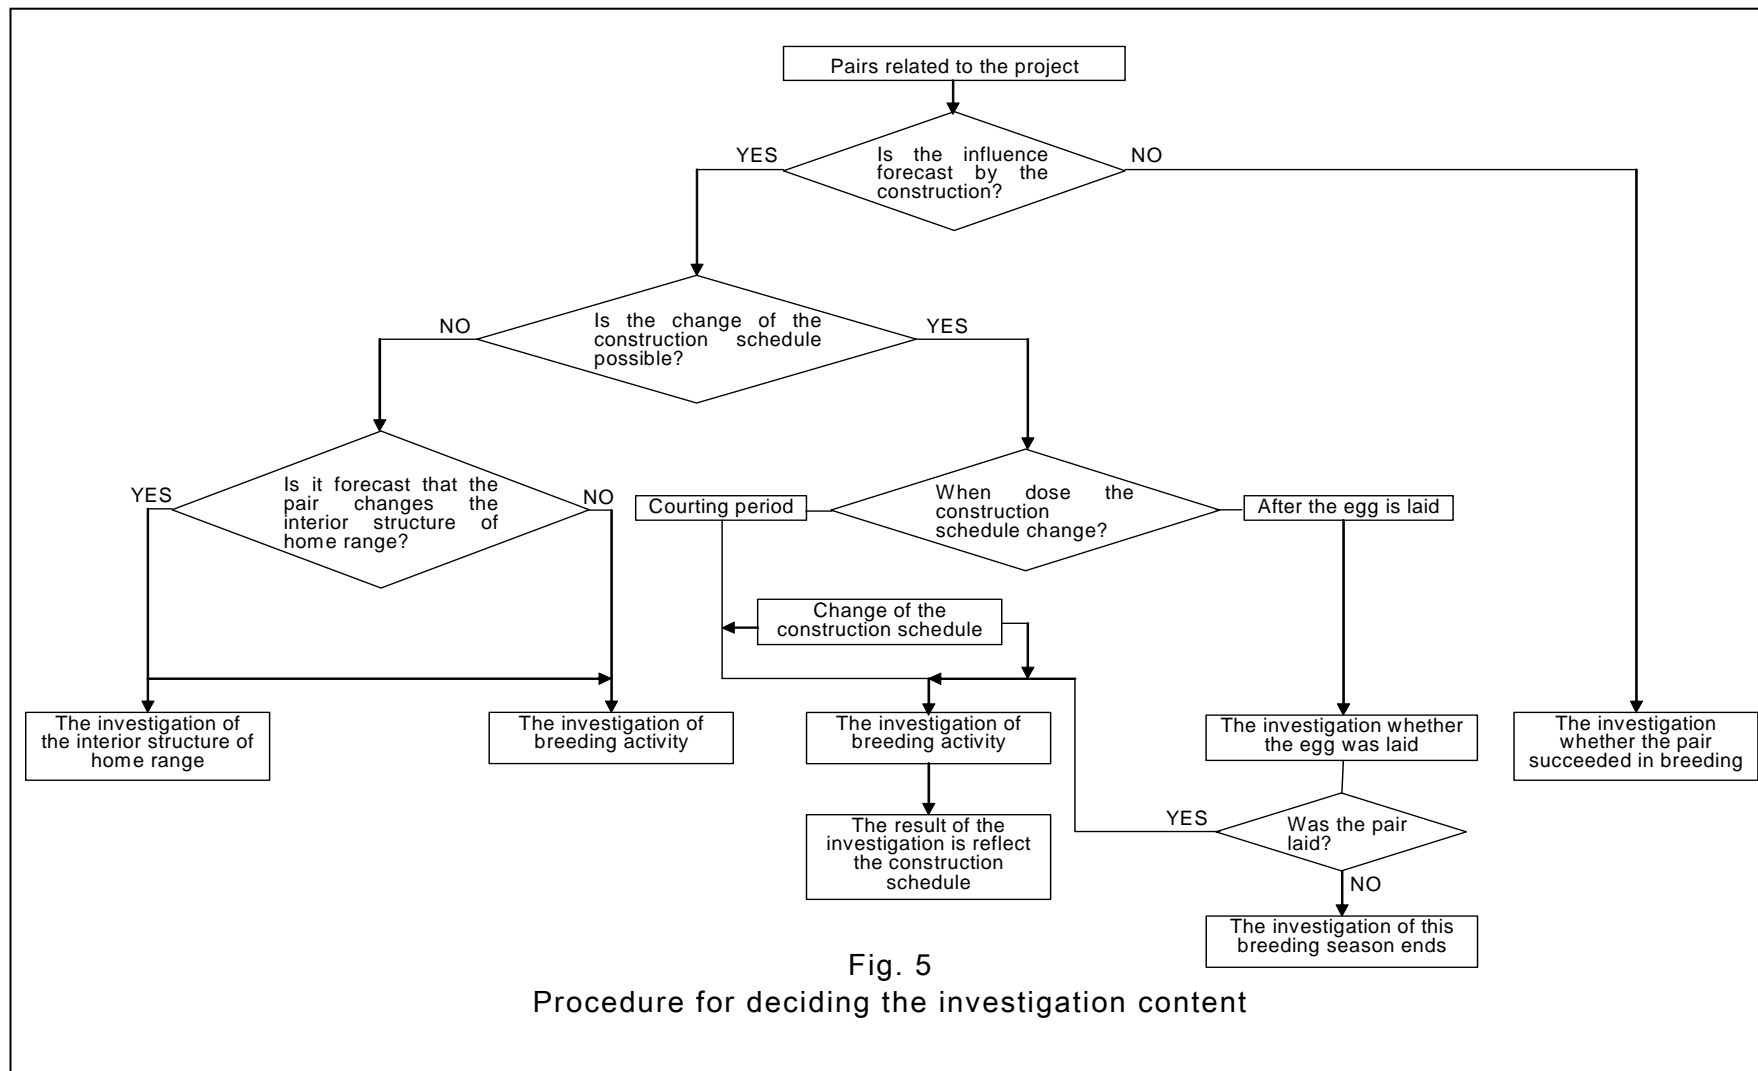 Pairs related to the project
YES
Is the influence
forecast by the
construction?
NO
NO
Is the change of the
construction schedule
possible?
YES
YES
Is it forecast that the
pair changes the
interior structure of
home range?
NO
Courting period
When dose the
construction
schedule change?
After the egg is laid
Change of the
construction schedule
The investigation of
the interior structure of
home range
The investigation of
breeding activity
The investigation of
breeding activity
The investigation whether
the egg was laid
The investigation
whether the pair
succeeded in breeding
The result of the
investigation is reflect
the construction
schedule
YES
Was the pair
laid?
NO
The investigation of this
breeding season ends
Fig. 5
Procedure for deciding the investigation content